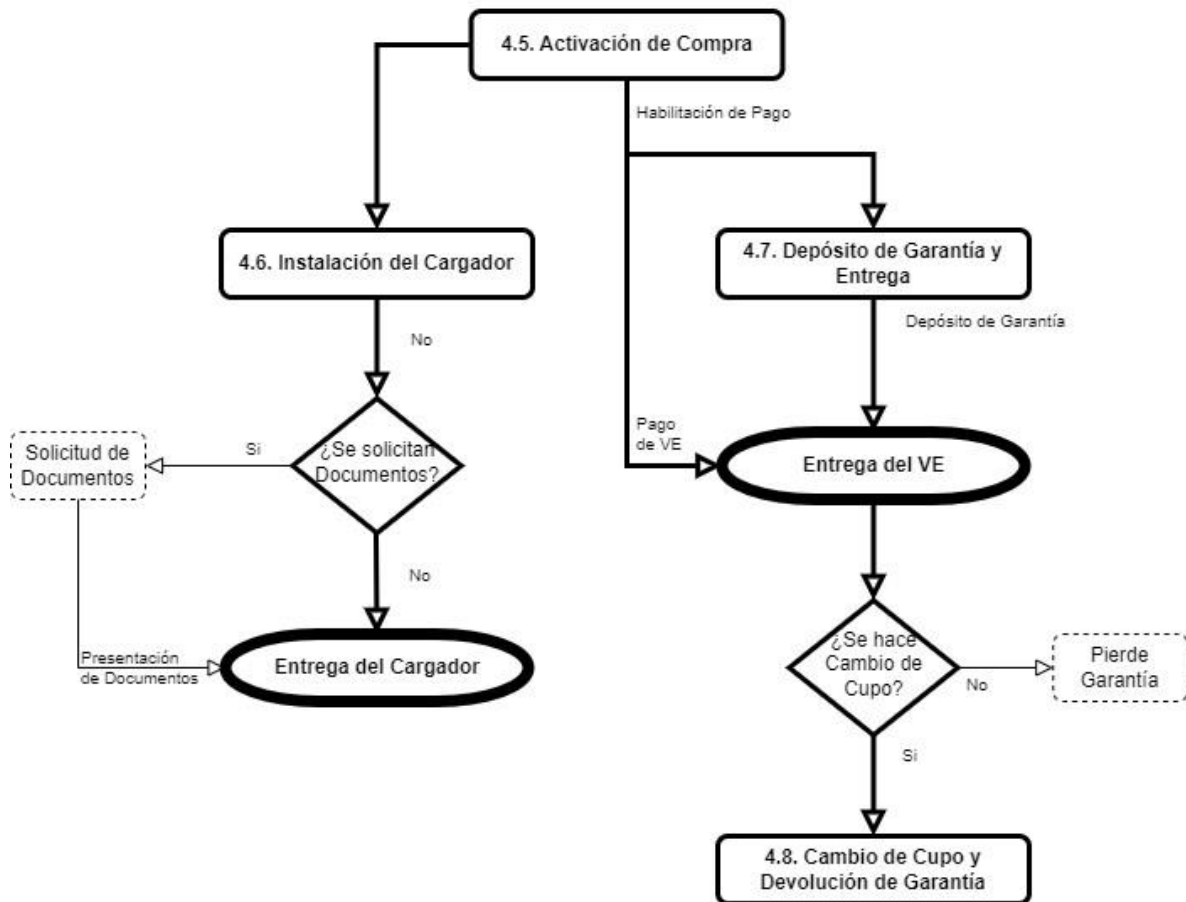 4.5. Activación de Compra
Habilitación de Pago
4.6. Instalación del Cargador
4.7. Depósito de Garantía y
Entrega
No
Depósito de Garantía
¿Se solicitan
Documentos?
Si
Solicitud de
Documentos
Pago
de VE
Entrega del VE
No
Presentación
de Documentos
Entrega del Cargador
¿Se hace
Cambio de
Cupo?
No
Pierde
Garantía
Si
4.8. Cambio de Cupo y
Devolución de Garantía